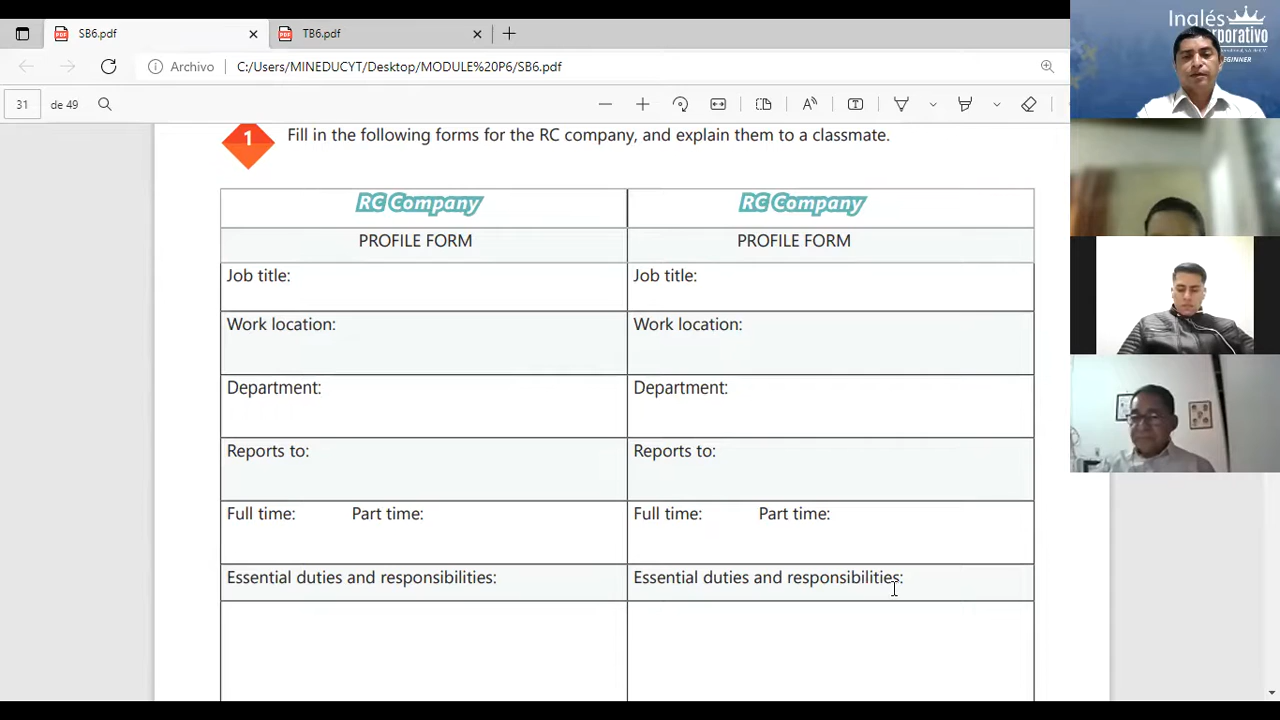 SB6.pdf
TB6.pdf
Archivo
C:/Users/MINEDUCYT/Desktop/MODULE%20P6/SB6.pdf
31
de 49
Inglés
1
Fill in the following forms for the RC company, and explain them to a classmate.
RC Company
RC Company
PROFILE FORM
PROFILE FORM
Job title:
Job title:
Work location:
Work location:
Department:
Department:
Reports to:
Reports to:
Full time: Part time:
Full time: Part time:
Essential duties and responsibilities:
Essential duties and responsibilities: